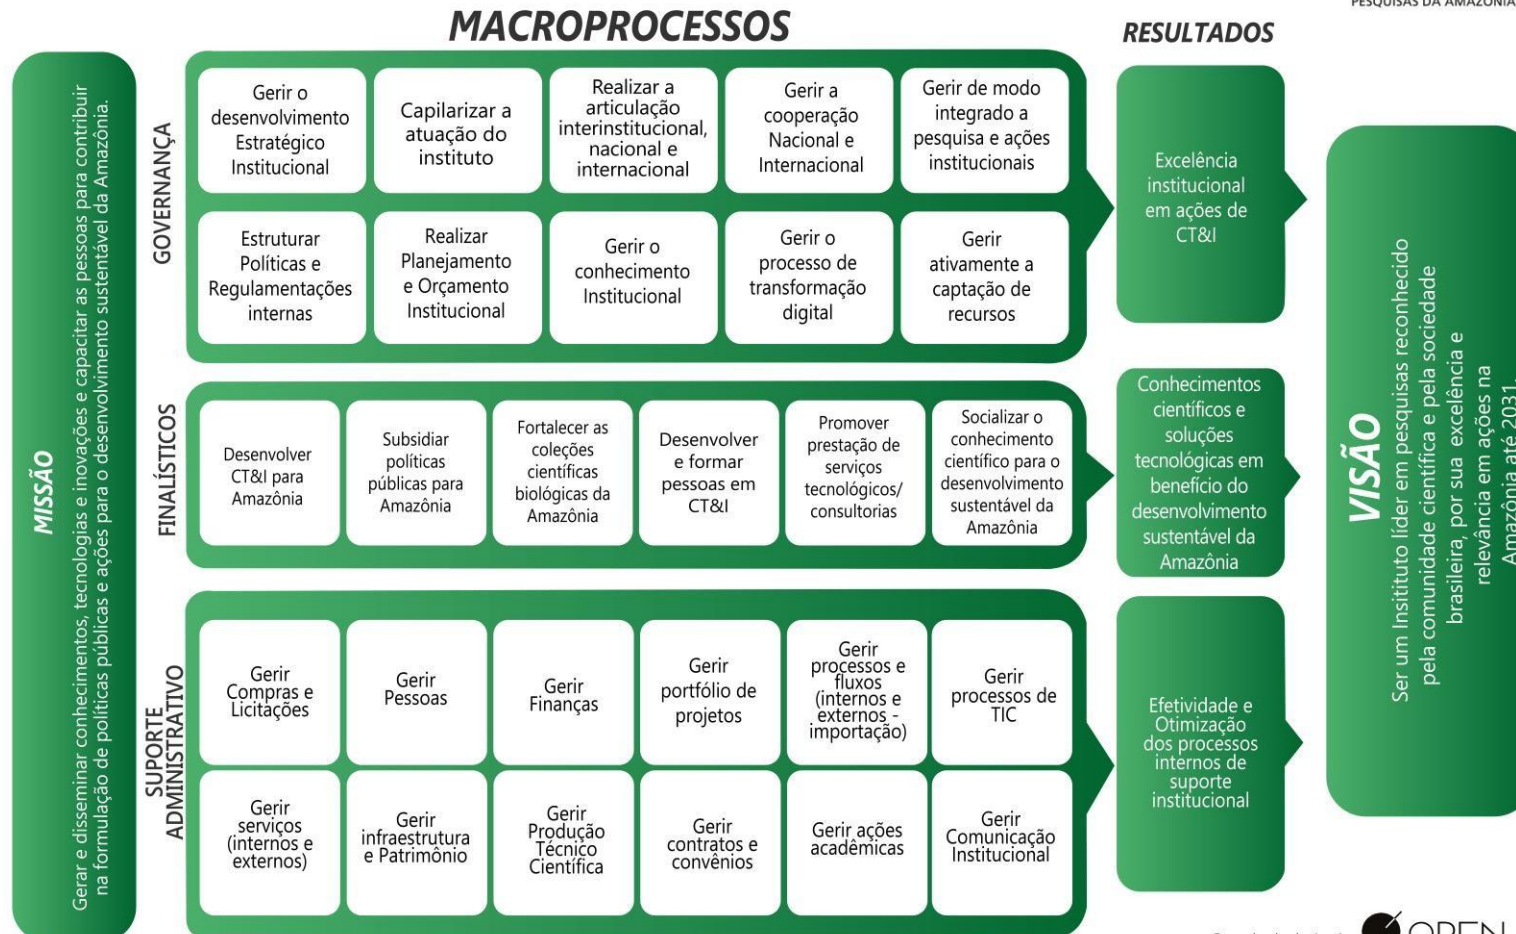 PESQUISAS DA AMAZÔNIA
MACROPROCESSOS
RESULTADOS
MISSÃO
Gerar e disseminar conhecimentos, tecnologias e inovações e capacitar as pessoas para contribuir
na formulação de políticas públicas e ações para o desenvolvimento sustentável da Amazônia.
GOVERNANÇA
Gerir o
desenvolvimento
Estratégico
Institucional
Capilarizar a
atuação do
instituto
Realizar a
articulação
interinstitucional,
nacional e
internacional
Gerir a
cooperação
Nacional e
Internacional
Gerir de modo
integrado a
pesquisa e ações
institucionais
Estruturar
Políticas e
Regulamentações
internas
Realizar
Planejamento
e Orçamento
Institucional
Gerir o
conhecimento
Institucional
Gerir o
processo de
transformação
digital
Gerir
ativamente a
captação de
recursos
Excelência
institucional
em ações de
CT&I
FINALÍSTICOS
Desenvolver
CT&I para
Amazônia
Subsidiar
políticas
públicas para
Amazônia
Fortalecer as
coleções
científicas
biológicas da
Amazônia
Desenvolver
e formar
pessoas em
CT&I
Promover
prestação de
serviços
tecnológicos/
consultorias
Socializar o
conhecimento
científico para o
desenvolvimento
sustentável da
Amazônia
Conhecimentos
científicos e
soluções
tecnológicas em
benefício do
desenvolvimento
sustentável da
Amazônia
SUPORTE
ADMINISTRATIVO
Gerir
Compras e
Licitações
Gerir
Pessoas
Gerir
Finanças
Gerir
portfólio de
projetos
Gerir
processos e
fluxos
(internos e
externos -
importação)
Gerir
processos de
TIC
Gerir
serviços
(internos e
externos)
Gerir
infraestrutura
e Patrimônio
Gerir
Produção
Técnico
Científica
Gerir
contratos e
convênios
Gerir ações
acadêmicas
Gerir
Comunicação
Institucional
Efetividade e
Otimização
dos processos
internos de
suporte
institucional
VISÃO
Ser um Insitituto líder em pesquisas reconhecido
pela comunidade científica e pela sociedade
brasileira, por sua excelência e
relevância em ações na
Amazônia até 2031.
OPEN